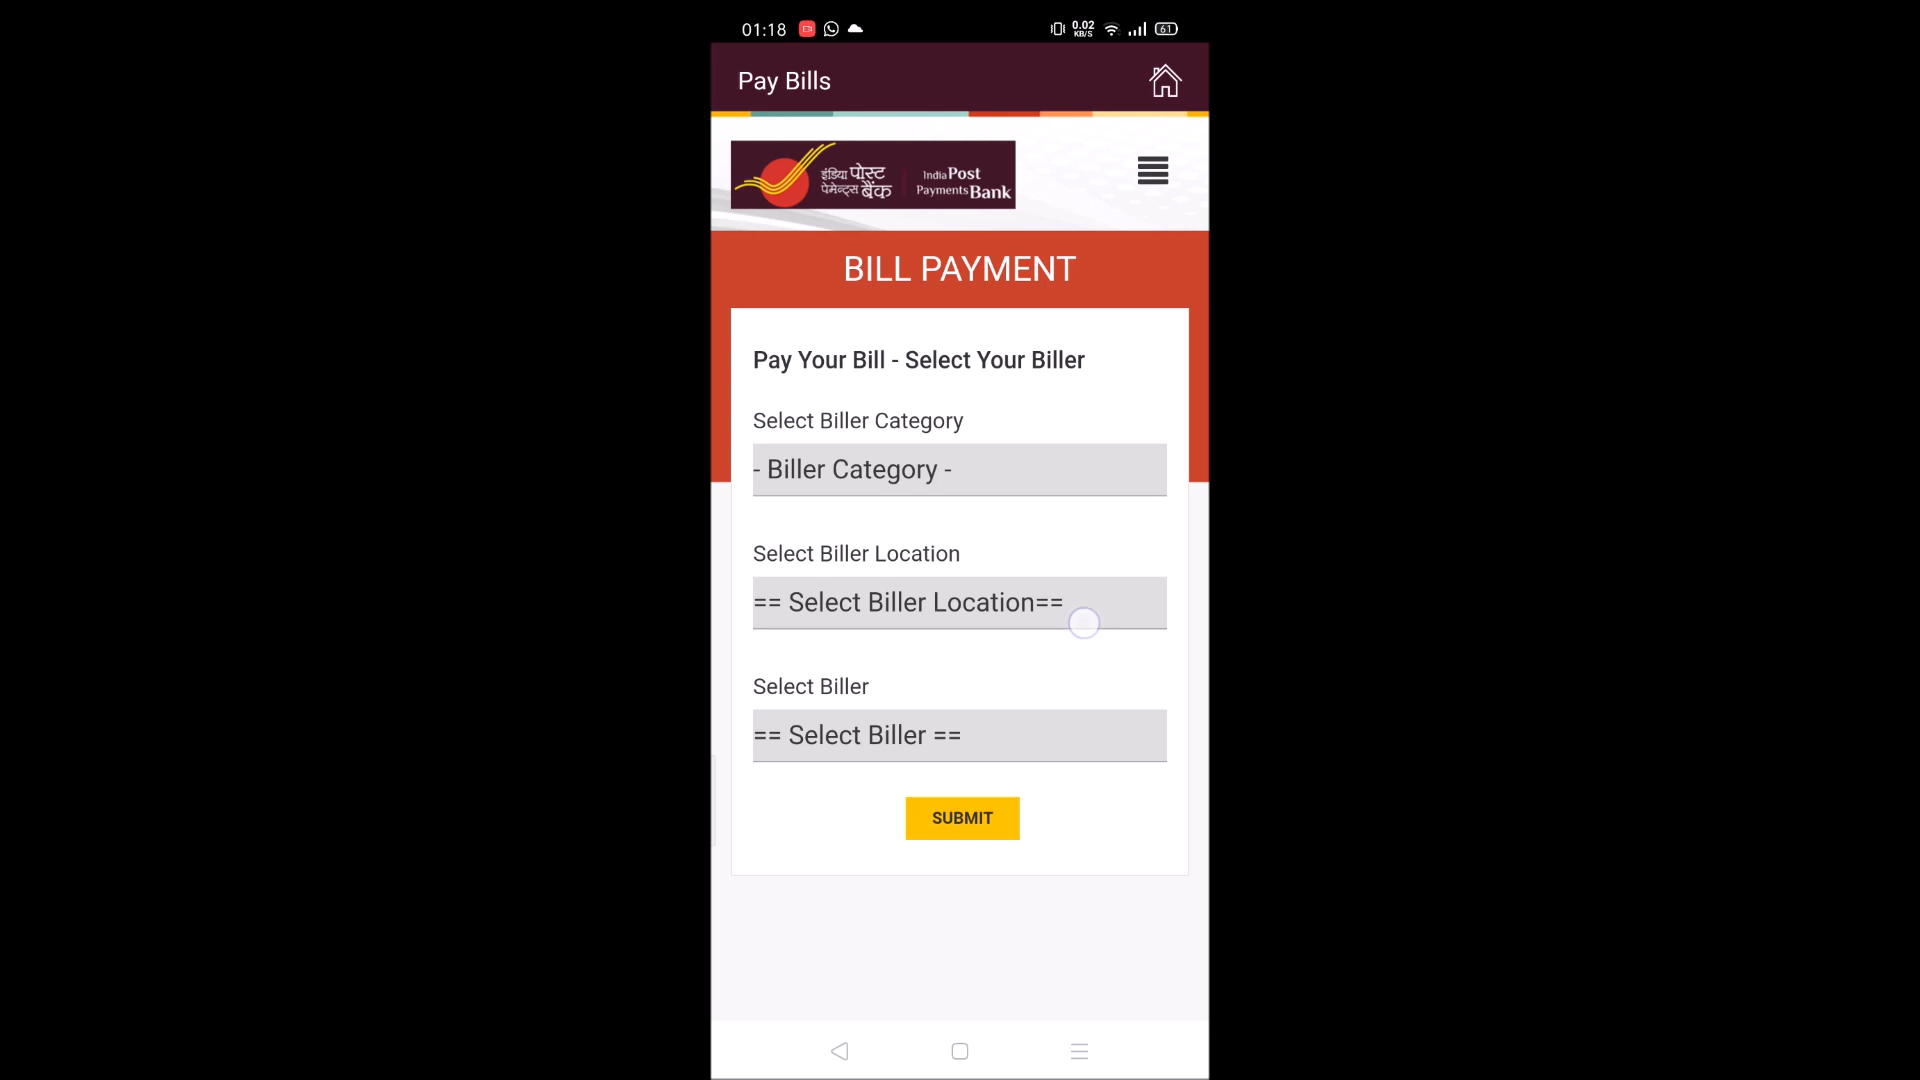 01:18
0.02
KB/S
61
Pay Bills
इंडिया पोस्ट
पेमेन्ट्स बैंक
India Post
Payments Bank
BILL PAYMENT
Pay Your Bill - Select Your Biller
Select Biller Category
- Biller Category -
Select Biller Location
== Select Biller Location==
Select Biller
== Select Biller ==
SUBMIT